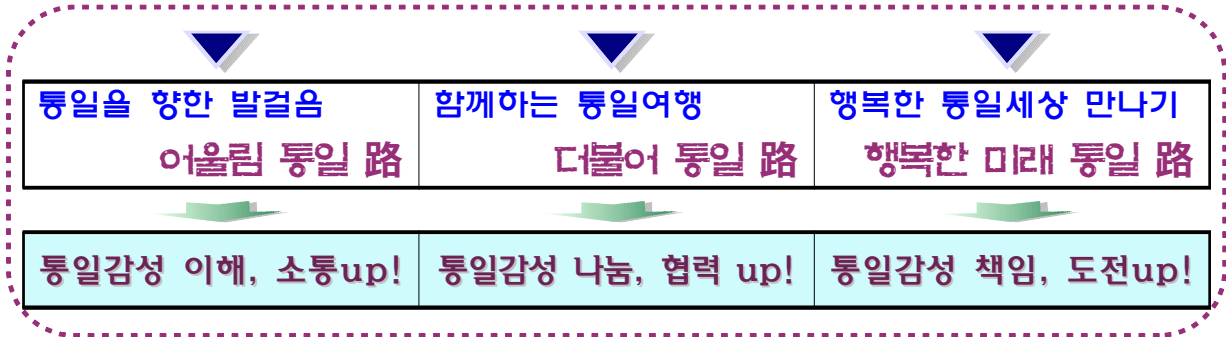 통일을 향한 발걸음
어울림 통일 路
함께하는 통일여행
더불어 통일 路
행복한 통일세상 만나기
행복한 미래 통일 路
통일감성 이해, 소통up!
통일감성 나눔, 협력 up!
통일감성 책임, 도전up!